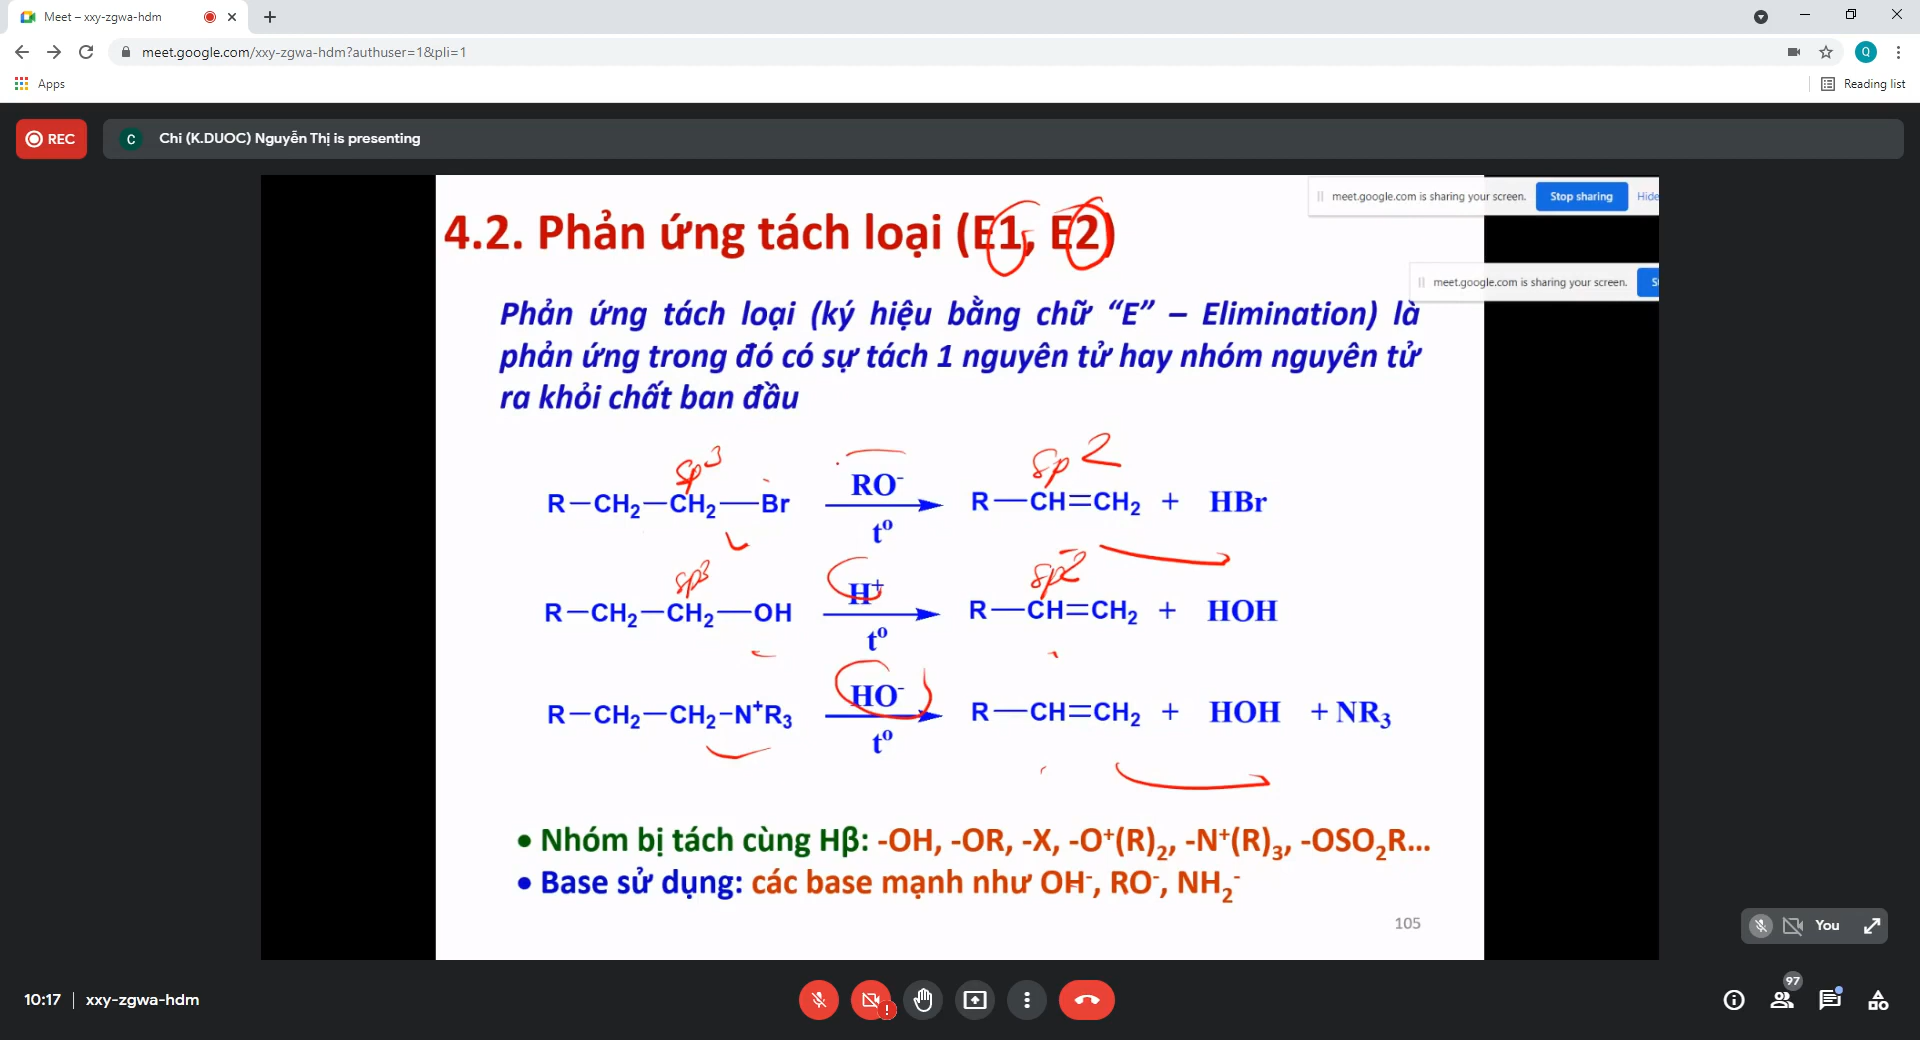 Meet – xxy-zgwa-hdm
meet.google.com/xxy-zgwa-hdm?authuser=1&pli=1
Q
Apps
Reading list
REC
C
Chi (K.DUOC) Nguyễn Thị is presenting
meet.google.com is sharing your screen. Stop sharing Hide
4.2. Phản ứng tách loại (E1, E2)
meet.google.com is sharing your screen. S
Phản ứng tách loại (ký hiệu bằng chữ “E” – Elimination) là
phản ứng trong đó có sự tách 1 nguyên tử hay nhóm nguyên tử
ra khỏi chất ban đầu
sp³ sp²
R—CH₂—CH₂—Br RO⁻ t⁰ R—CH=CH₂ + HBr
sp³ sp²
R—CH₂—CH₂—OH H⁺ t⁰ R—CH=CH₂ + HOH
R—CH₂—CH₂–N⁺R₃ HO⁻ t⁰ R—CH=CH₂ + HOH + NR₃
• Nhóm bị tách cùng Hβ: -OH, -OR, -X, -O⁺(R)₂, -N⁺(R)₃, -OSO₂R...
• Base sử dụng: các base mạnh như OH⁻, RO⁻, NH₂⁻
105
You
10:17 | xxy-zgwa-hdm
97